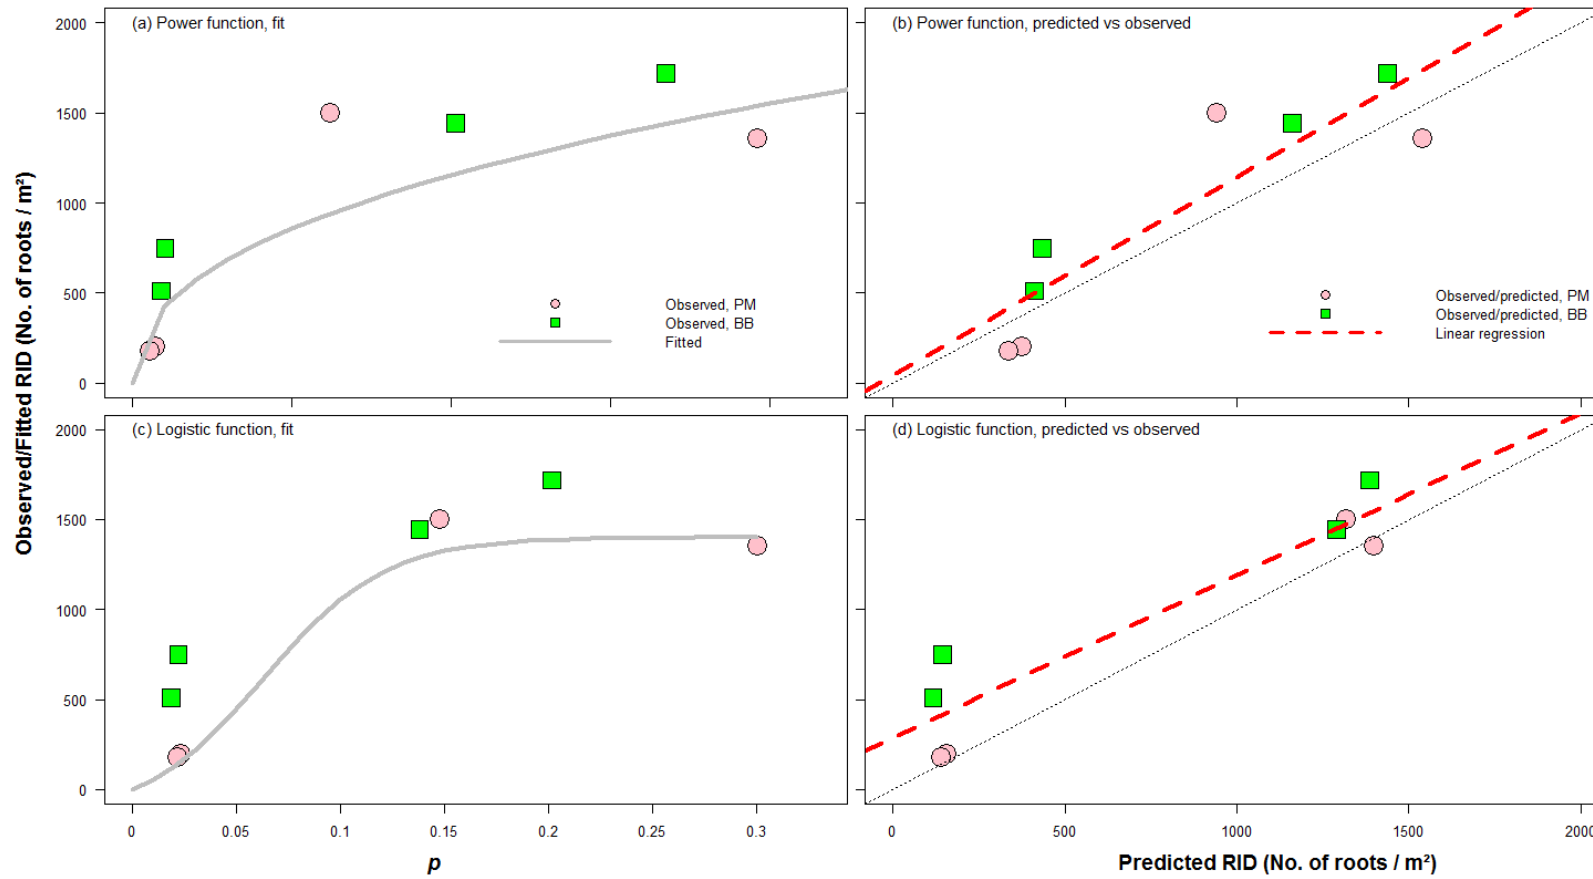 (a) Power function, fit
(b) Power function, predicted vs observed
2000
1500
1000
500
0
Observed, PM
Observed, BB
Fitted
Observed/predicted, PM
Observed/predicted, BB
Linear regression
Observed/Fitted RID (No. of roots / m²)
(c) Logistic function, fit
(d) Logistic function, predicted vs observed
2000
1500
1000
500
0
0 0.05 0.1 0.15 0.2 0.25 0.3
0 500 1000 1500 2000
p
Predicted RID (No. of roots / m²)